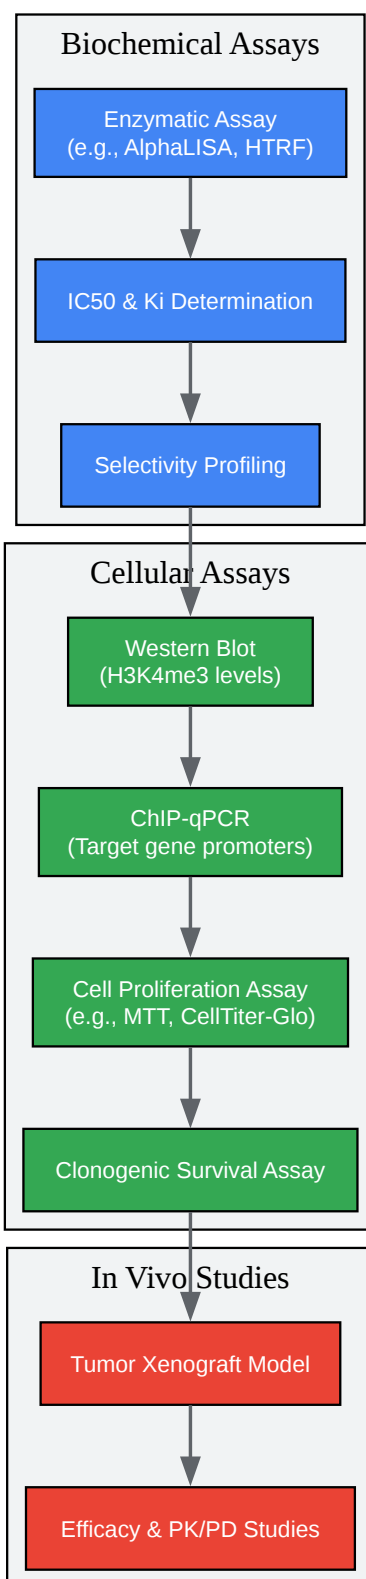 Biochemical Assays
Enzymatic Assay
(e.g., AlphaLISA, HTRF)
IC50 & Ki Determination
Selectivity Profiling
Cellular Assays
Western Blot
(H3K4me3 levels)
ChIP-qPCR
(Target gene promoters)
Cell Proliferation Assay
(e.g., MTT, CellTiter-Glo)
Clonogenic Survival Assay
In Vivo Studies
Tumor Xenograft Model
Efficacy & PK/PD Studies